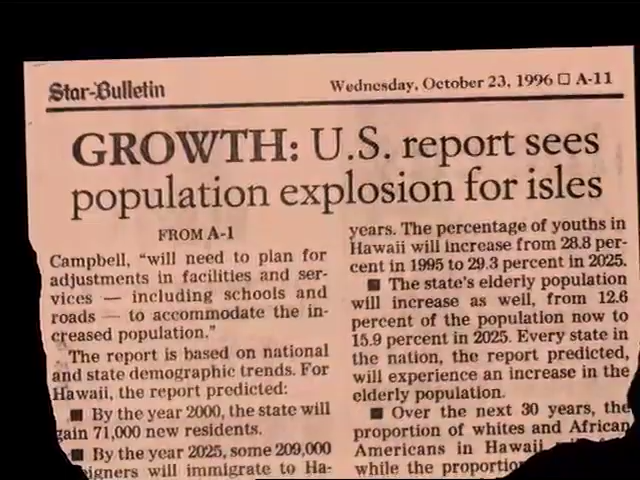 Star-Bulletin
Wednesday, October 23, 1996 □ A-11
GROWTH: U.S. report sees
population explosion for isles
FROM A-1
Campbell, “will need to plan for
adjustments in facilities and ser-
vices — including schools and
roads — to accommodate the in-
creased population.”
The report is based on national
and state demographic trends. For
Hawaii, the report predicted:
■ By the year 2000, the state will
gain 71,000 new residents.
■ By the year 2025, some 209,000
eigners will immigrate to Ha-
years. The percentage of youths in
Hawaii will increase from 28.8 per-
cent in 1995 to 29.3 percent in 2025.
■ The state's elderly population
will increase as well, from 12.6
percent of the population now to
15.9 percent in 2025. Every state in
the nation, the report predicted,
will experience an increase in the
elderly population.
■ Over the next 30 years, the
proportion of whites and African
Americans in Hawaii
while the proportio